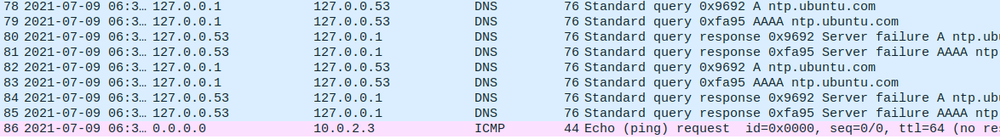 78 2021-07-09 06:3… 127.0.0.1 127.0.0.53 DNS 76 Standard query 0x9692 A ntp.ubuntu.com
79 2021-07-09 06:3… 127.0.0.1 127.0.0.53 DNS 76 Standard query 0xfa95 AAAA ntp.ubuntu.com
80 2021-07-09 06:3… 127.0.0.53 127.0.0.1 DNS 76 Standard query response 0x9692 Server failure A ntp.ubu
81 2021-07-09 06:3… 127.0.0.53 127.0.0.1 DNS 76 Standard query response 0xfa95 Server failure AAAA ntp
82 2021-07-09 06:3… 127.0.0.1 127.0.0.53 DNS 76 Standard query 0x9692 A ntp.ubuntu.com
83 2021-07-09 06:3… 127.0.0.1 127.0.0.53 DNS 76 Standard query 0xfa95 AAAA ntp.ubuntu.com
84 2021-07-09 06:3… 127.0.0.53 127.0.0.1 DNS 76 Standard query response 0x9692 Server failure A ntp.ubu
85 2021-07-09 06:3… 127.0.0.53 127.0.0.1 DNS 76 Standard query response 0xfa95 Server failure AAAA ntp
86 2021-07-09 06:3… 0.0.0.0 10.0.2.3 ICMP 44 Echo (ping) request id=0x0000, seq=0/0, ttl=64 (no re